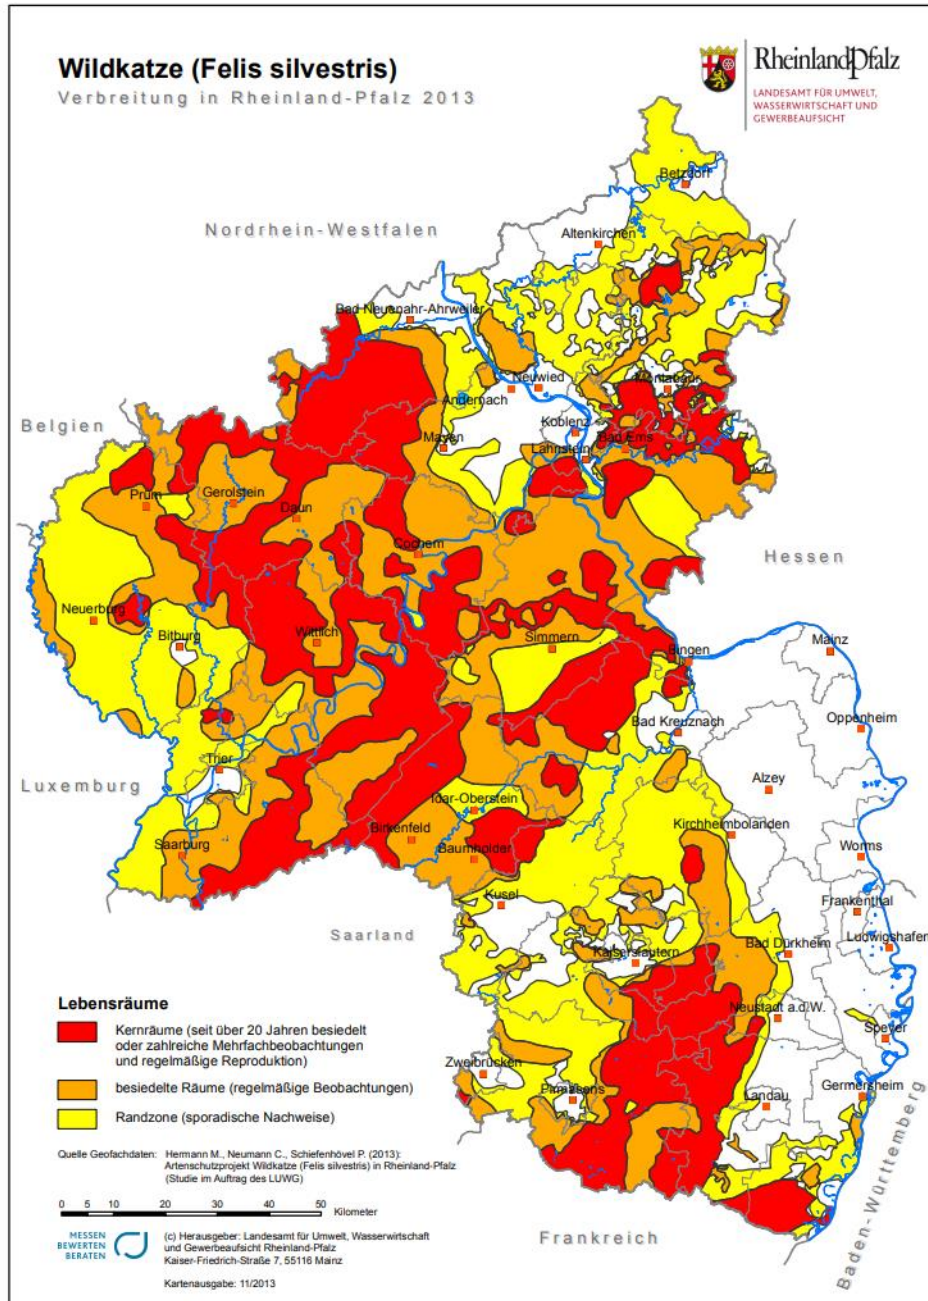 Wildkatze (Felis silvestris)
Verbreitung in Rheinland-Pfalz 2013
RheinlandPfalz
LANDESAMT FÜR UMWELT,
WASSERWIRTSCHAFT UND
GEWERBEAUFSICHT
Betzdorf
Nordrhein-Westfalen
Altenkirchen
Bad Neuenahr-Ahrweiler
Neuwied
Montabaur
Andernach
Belgien
Koblenz
Mayen
Bad Ems
Lahnstein
Prüm
Gerolstein
Daun
Cochem
Hessen
Neuerburg
Bitburg
Wittlich
Simmern
Mainz
Bingen
Bad Kreuznach
Oppenheim
Trier
Luxemburg
Alzey
Idar-Oberstein
Birkenfeld
Kirchheimbolanden
Saarburg
Baumholder
Worms
Kusel
Frankenthal
Saarland
Kaiserslautern
Bad Dürkheim
Ludwigshafen
Neustadt a.d.W.
Speyer
Zweibrücken
Pirmasens
Landau
Germersheim
Baden-Württemberg
Frankreich
Lebensräume
Kernräume (seit über 20 Jahren besiedelt
oder zahlreiche Mehrfachbeobachtungen
und regelmäßige Reproduktion)
besiedelte Räume (regelmäßige Beobachtungen)
Randzone (sporadische Nachweise)
Quelle Geofachdaten: Hermann M., Neumann C., Schiefenhövel P. (2013):
Artenschutzprojekt Wildkatze (Felis silvestris) in Rheinland-Pfalz
(Studie im Auftrag des LUWG)
0 5 10 20 30 40 50 Kilometer
MESSEN
BEWERTEN
BERATEN
(c) Herausgeber: Landesamt für Umwelt, Wasserwirtschaft
und Gewerbeaufsicht Rheinland-Pfalz
Kaiser-Friedrich-Straße 7, 55116 Mainz
Kartenausgabe: 11/2013